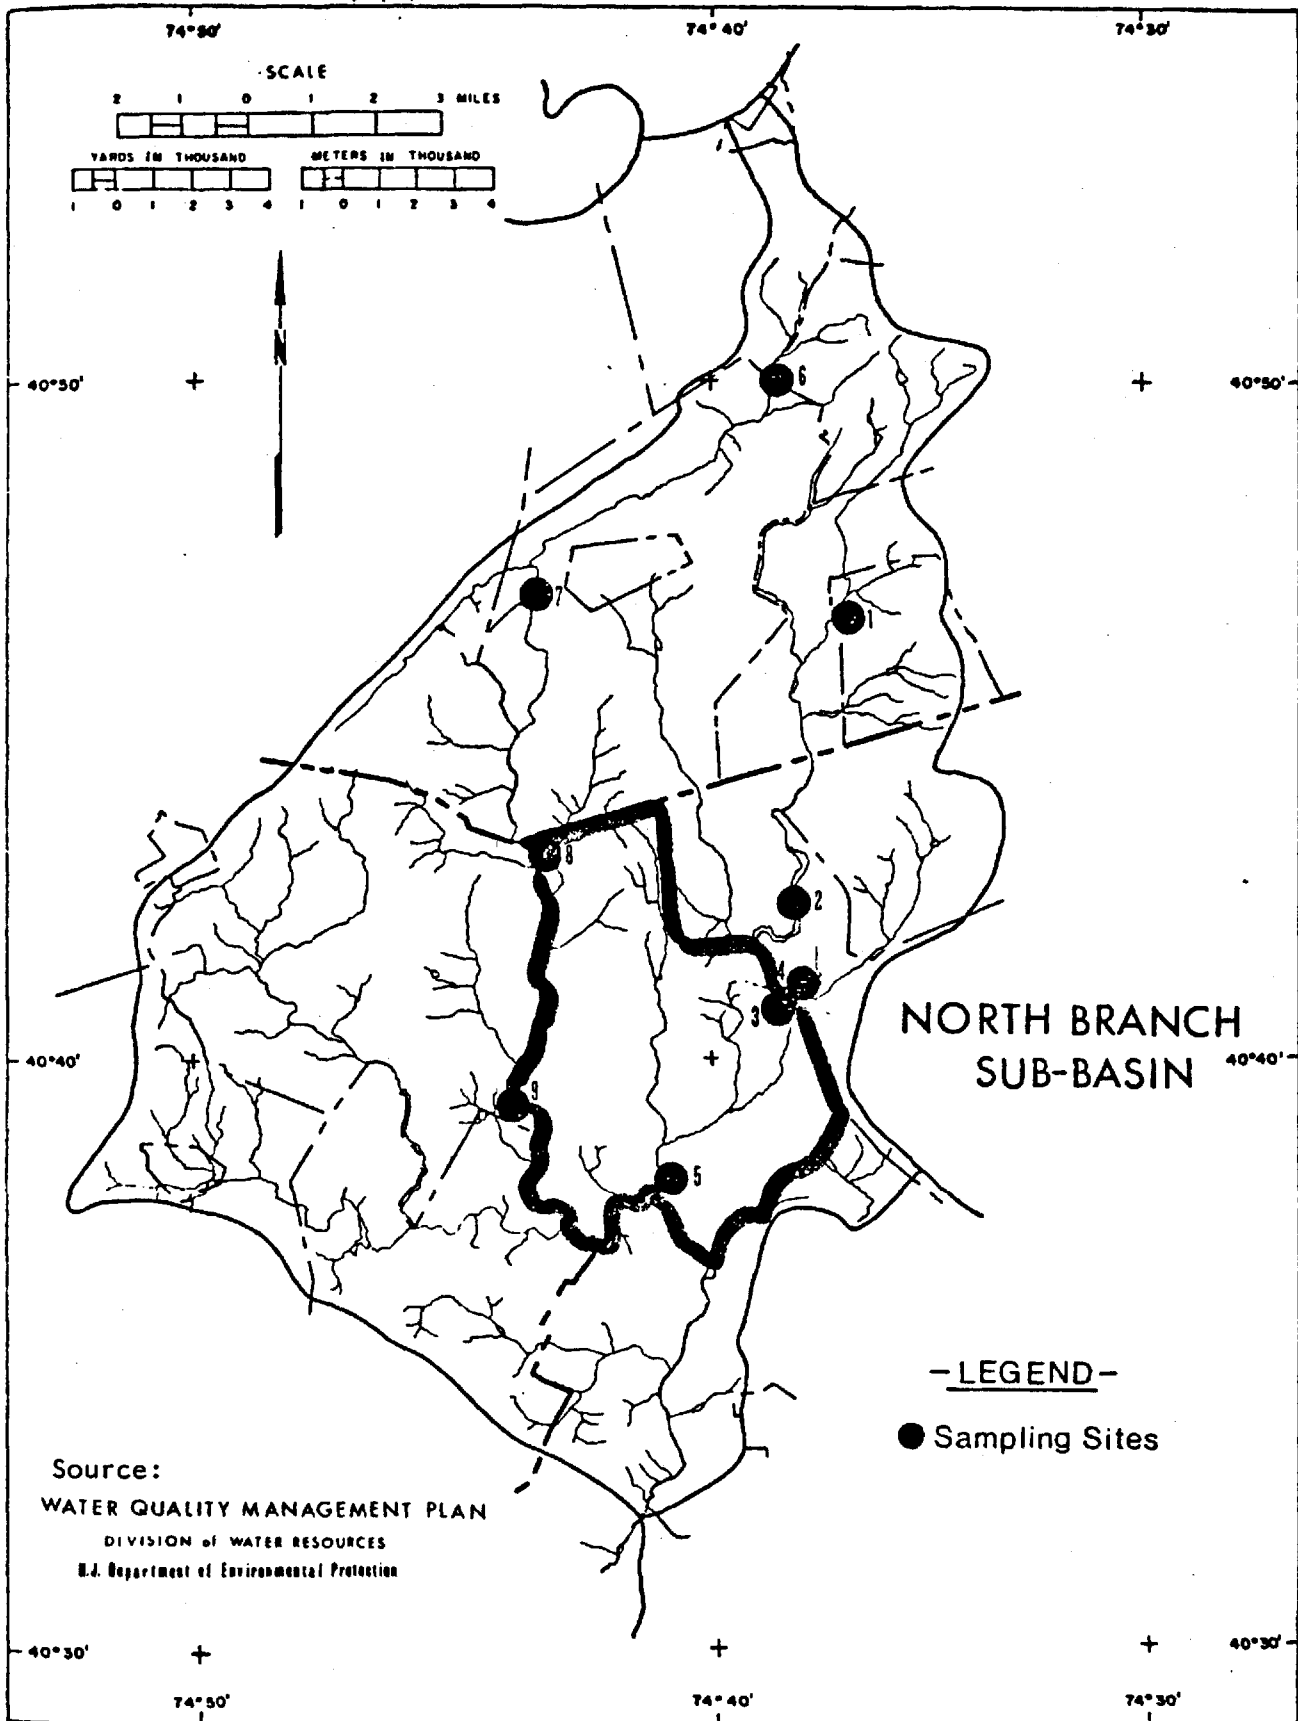 74°50'
74°40'
74°30'
SCALE
2 1 0 1 2 3 MILES
YARDS IN THOUSAND
METERS IN THOUSAND
1 0 1 2 3 4
1 0 1 2 3 4
N
40°50'
40°50'
6
7
1
8
2
4
3
NORTH BRANCH
SUB-BASIN
40°40'
40°40'
9
5
-LEGEND-
Sampling Sites
Source:
WATER QUALITY MANAGEMENT PLAN
DIVISION of WATER RESOURCES
N.J. Department of Environmental Protection
40°30'
40°30'
74°50'
74°40'
74°30'